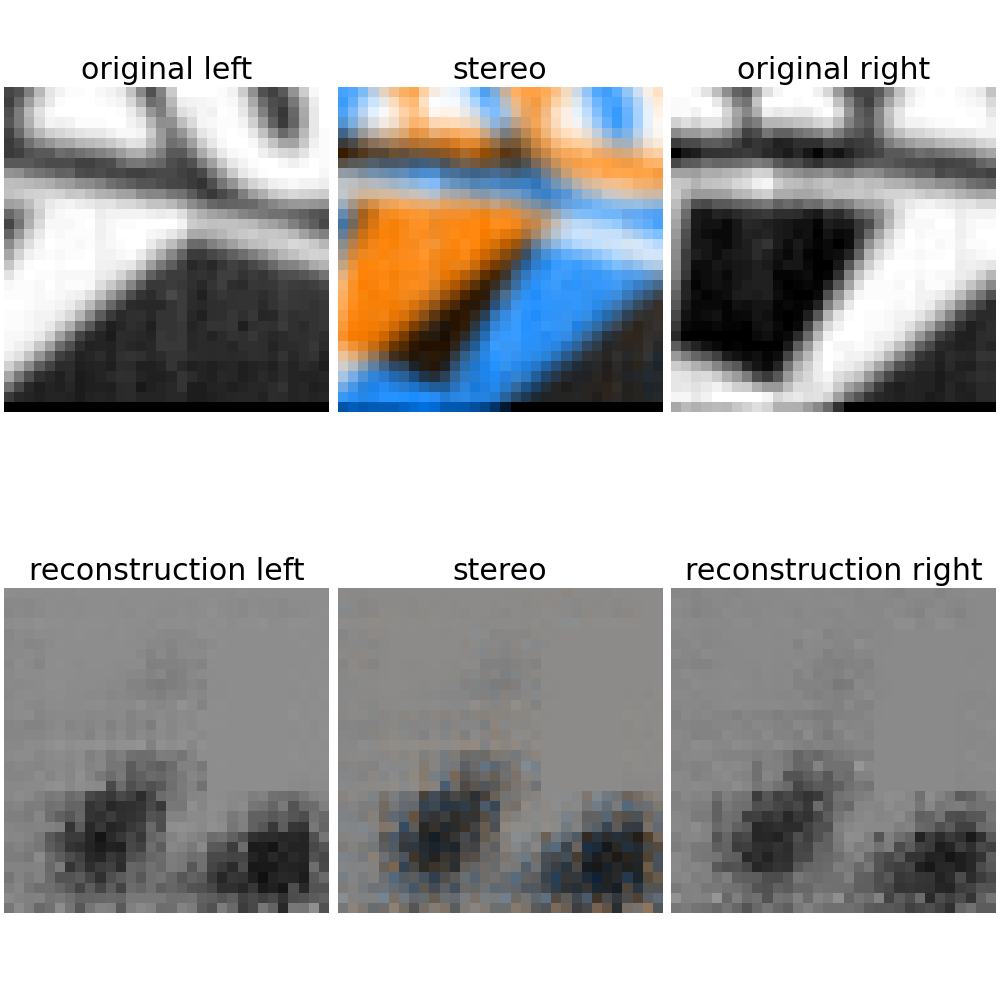 original left
stereo
original right
reconstruction left
stereo
reconstruction right